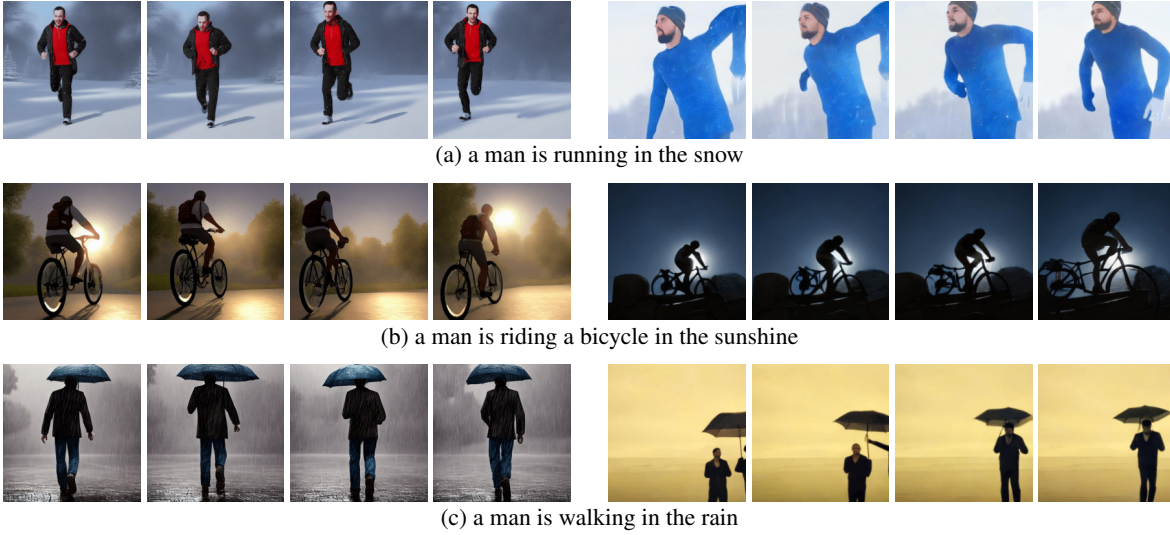 (a) a man is running in the snow
(b) a man is riding a bicycle in the sunshine
(c) a man is walking in the rain